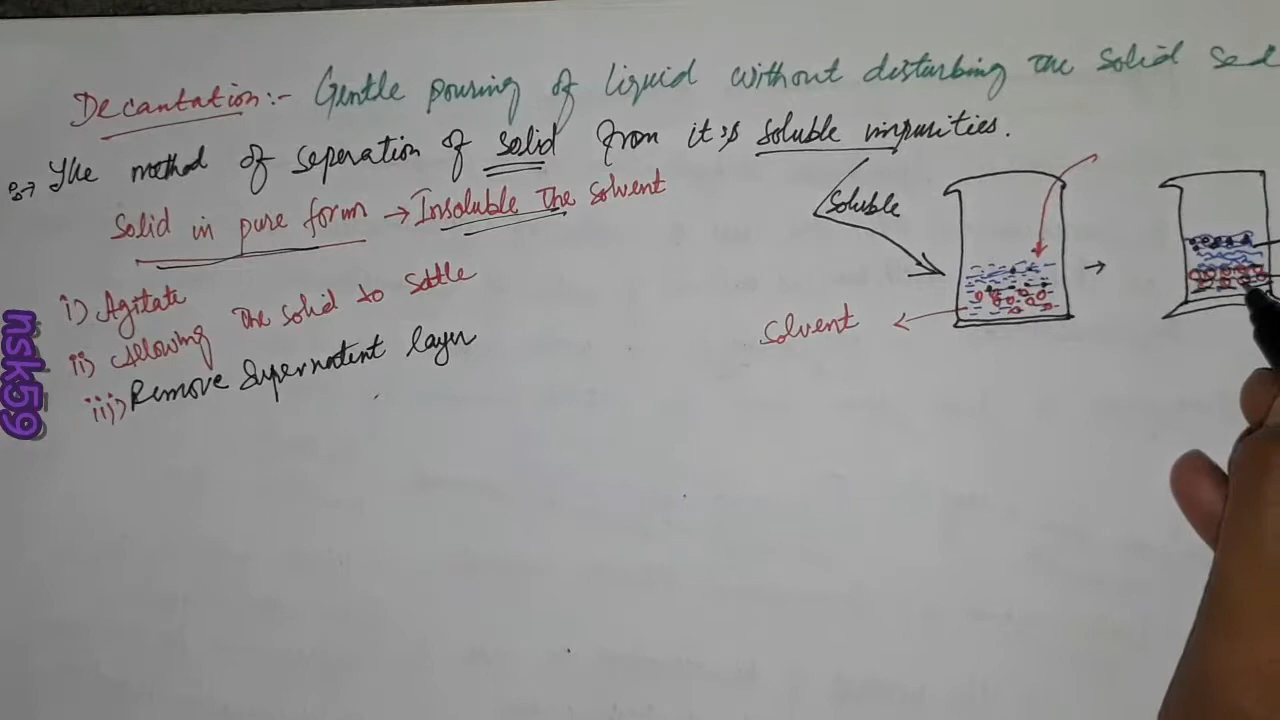 Decantation:- Gentle pouring of liquid without disturbing the solid sed
The method of seperation of solid from it's soluble impurities.
Solid in pure form → Insoluble the solvent
Soluble
i) Agitate
ii) Allowing the solid to settle
iii) Remove Supernatent layer
solvent
nsk59